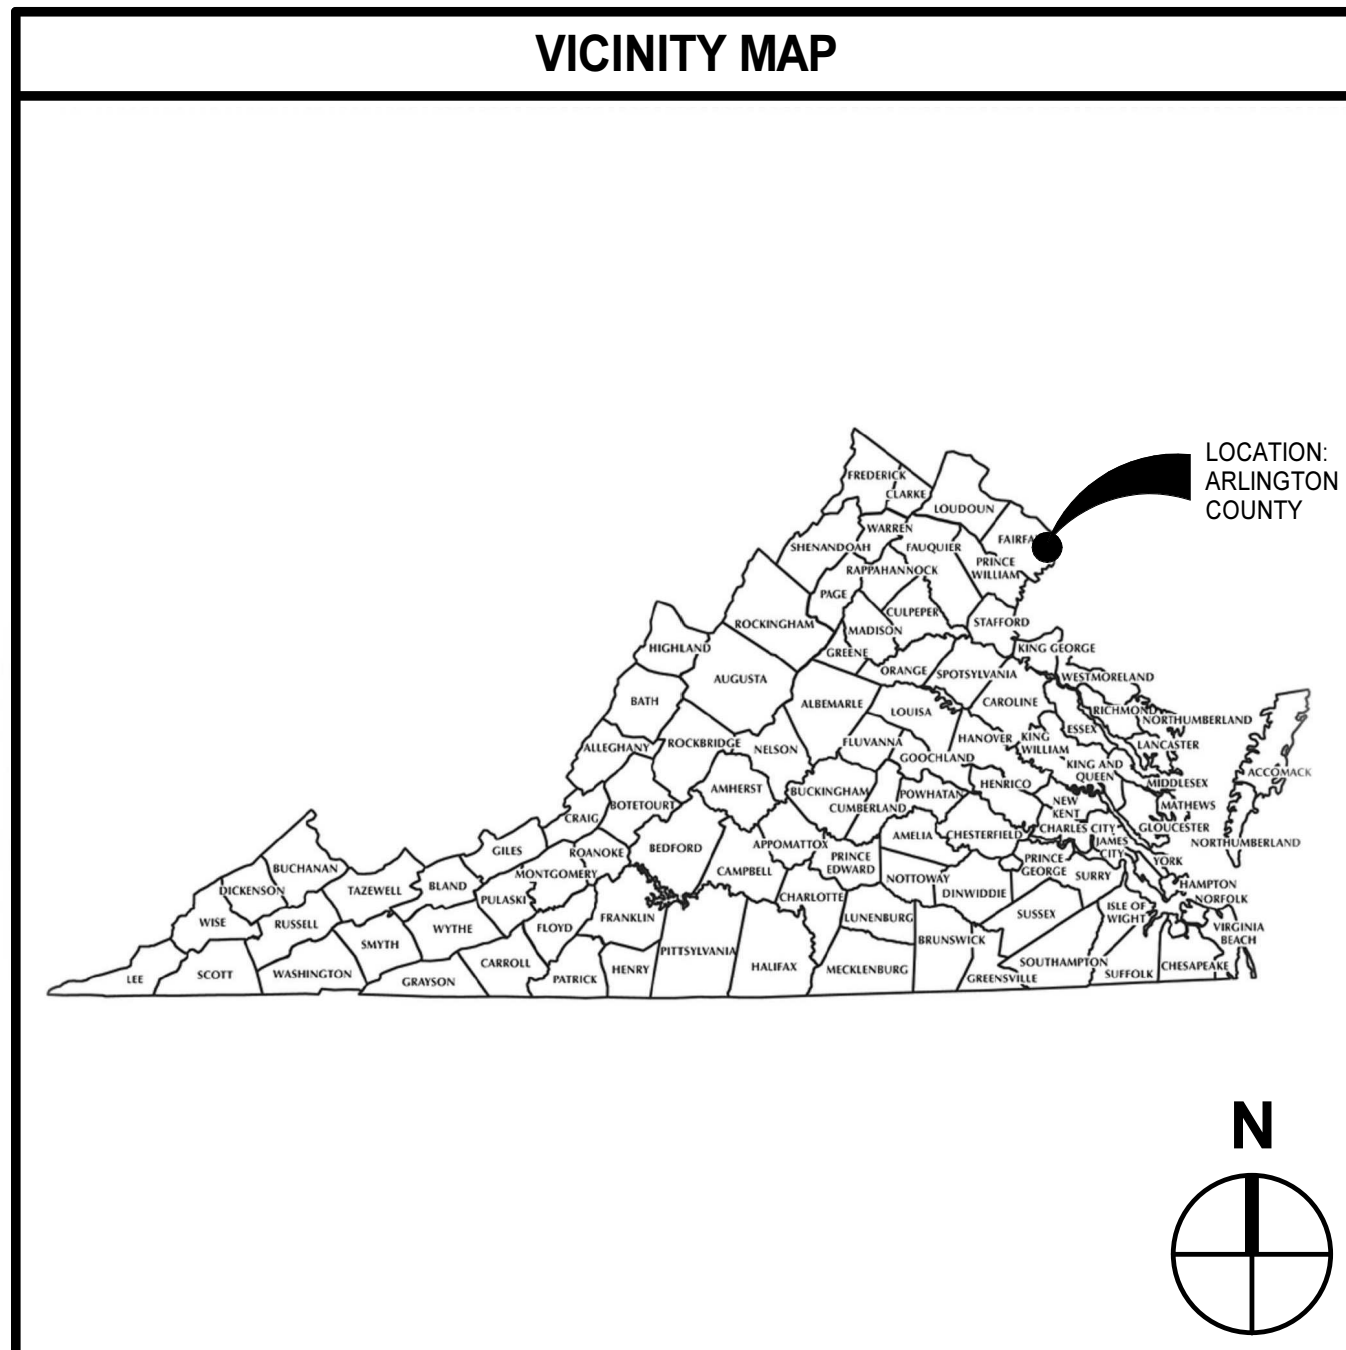 VICINITY MAP
LOCATION:
ARLINGTON
COUNTY
FREDERICK
CLARKE
LOUDOUN
WARREN
FAIRFA
SHENANDOAH
FAUQUIER
PRINCE
WILLIAM
RAPPAHANNOCK
PAGE
CULPEPER
ROCKINGHAM
MADISON
STAFFORD
HIGHLAND
GREENE
KING GEORGE
ORANGE
SPOTSYLVANIA
WESTMORELAND
AUGUSTA
BATH
ALBEMARLE
CAROLINE
LOUISA
RICHMOND
NORTHUMBERLAND
ESSEX
ALLEGHANY
ROCKBRIDGE
NELSON
FLUVANNA
HANOVER
KING
WILLIAM
LANCASTER
GOOCHLAND
KING AND
QUEEN
ACCOMACK
AMHERST
BUCKINGHAM
POWHATAN
HENRICO
MIDDLESEX
BOTETOURT
CUMBERLAND
NEW
KENT
MATHEWS
CRAIG
AMELIA
CHESTERFIELD
CHARLES CITY
GLOUCESTER
APPOMATTOX
JAMES
CITY
NORTHUMBERLAND
GILES
ROANOKE
BEDFORD
PRINCE
EDWARD
PRINCE
GEORGE
YORK
BUCHANAN
MONTGOMERY
CAMPBELL
NOTTOWAY
SURRY
HAMPTON
DICKENSON
TAZEWELL
BLAND
PULASKI
CHARLOTTE
DINWIDDIE
NORFOLK
WISE
RUSSELL
WYTHE
FLOYD
FRANKLIN
LUNENBURG
SUSSEX
ISLE OF
WIGHT
VIRGINIA
BEACH
SMYTH
PITTSYLVANIA
BRUNSWICK
LEE
SCOTT
WASHINGTON
GRAYSON
CARROLL
PATRICK
HENRY
HALIFAX
MECKLENBURG
GREENSVILLE
SOUTHAMPTON
SUFFOLK
CHESAPEAKE
N